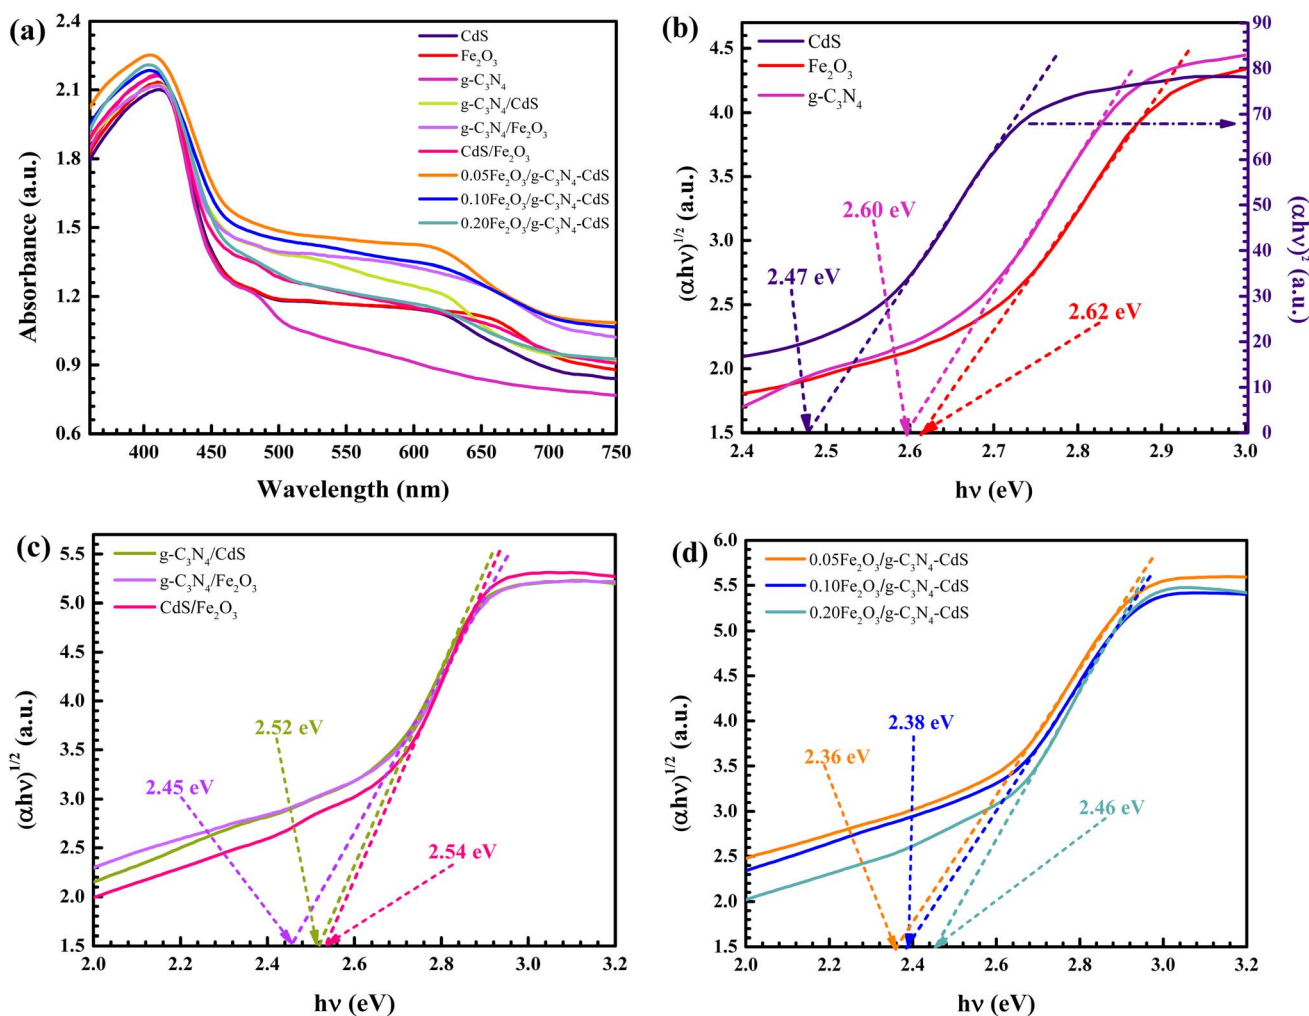 (a)
2.4
2.1
1.8
1.5
1.2
0.9
0.6
Absorbance (a.u.)
CdS
Fe₂O₃
g-C₃N₄
g-C₃N₄/CdS
g-C₃N₄/Fe₂O₃
CdS/Fe₂O₃
0.05Fe₂O₃/g-C₃N₄-CdS
0.10Fe₂O₃/g-C₃N₄-CdS
0.20Fe₂O₃/g-C₃N₄-CdS
400 450 500 550 600 650 700 750
Wavelength (nm)
(b)
4.5
4.0
3.5
3.0
2.5
2.0
1.5
(αhν)^1/2 (a.u.)
CdS
Fe₂O₃
g-C₃N₄
2.60 eV
2.47 eV
2.62 eV
90
80
70
60
50
40
30
20
10
0
(αhν)² (a.u.)
2.4 2.5 2.6 2.7 2.8 2.9 3.0
hν (eV)
(c)
5.5
5.0
4.5
4.0
3.5
3.0
2.5
2.0
1.5
(αhν)^1/2 (a.u.)
g-C₃N₄/CdS
g-C₃N₄/Fe₂O₃
CdS/Fe₂O₃
2.52 eV
2.45 eV
2.54 eV
2.0 2.2 2.4 2.6 2.8 3.0 3.2
hν (eV)
(d)
6.0
5.5
5.0
4.5
4.0
3.5
3.0
2.5
2.0
1.5
(αhν)^1/2 (a.u.)
0.05Fe₂O₃/g-C₃N₄-CdS
0.10Fe₂O₃/g-C₃N₄-CdS
0.20Fe₂O₃/g-C₃N₄-CdS
2.38 eV
2.36 eV
2.46 eV
2.0 2.2 2.4 2.6 2.8 3.0 3.2
hν (eV)